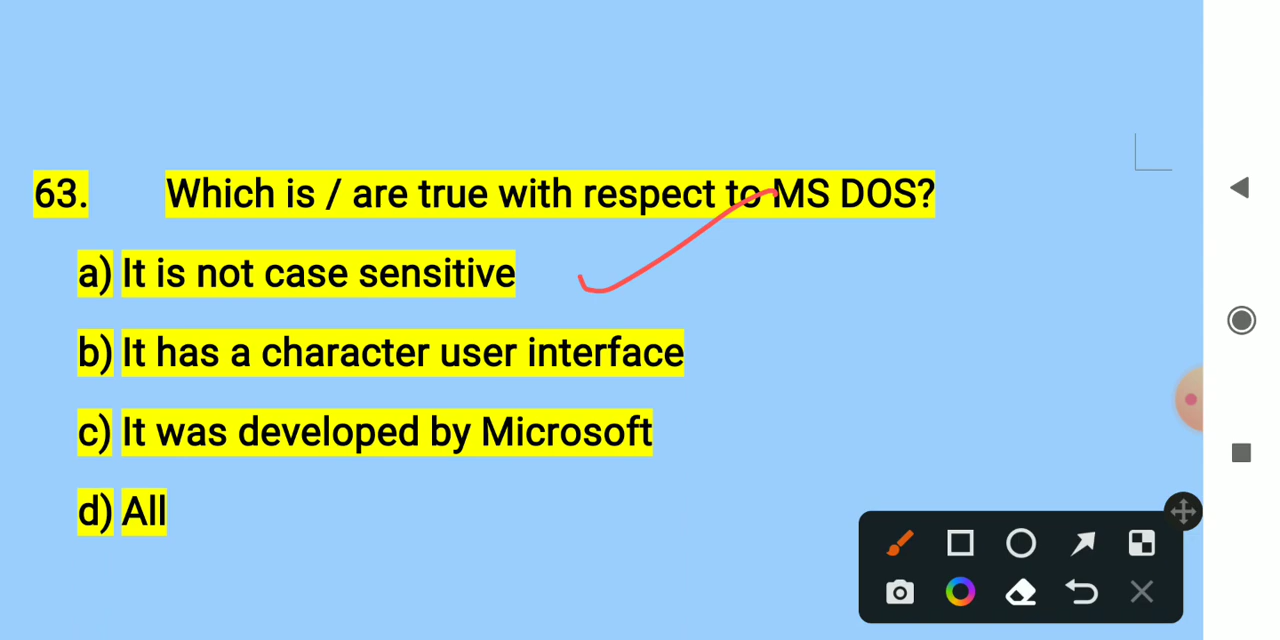 63. Which is / are true with respect to MS DOS?
a) It is not case sensitive
b) It has a character user interface
c) It was developed by Microsoft
d) All